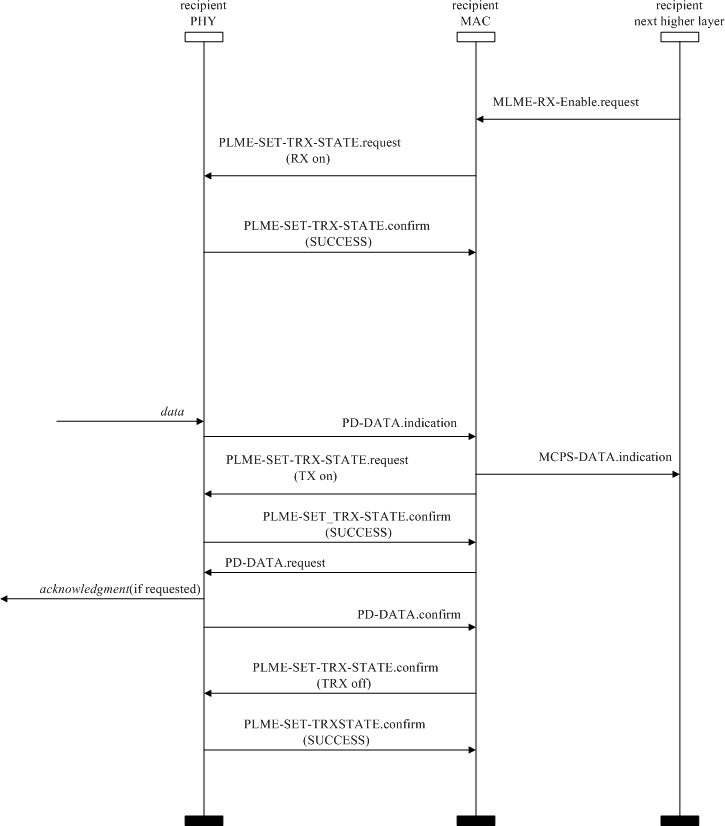 recipient
PHY
recipient
MAC
recipient
next higher layer
MLME-RX-Enable.request
PLME-SET-TRX-STATE.request
(RX on)
PLME-SET-TRX-STATE.confirm
(SUCCESS)
data
PD-DATA.indication
MCPS-DATA.indication
PLME-SET-TRX-STATE.request
(TX on)
PLME-SET_TRX-STATE.confirm
(SUCCESS)
PD-DATA.request
acknowledgment(if requested)
PD-DATA.confirm
PLME-SET-TRX-STATE.confirm
(TRX off)
PLME-SET-TRXSTATE.confirm
(SUCCESS)